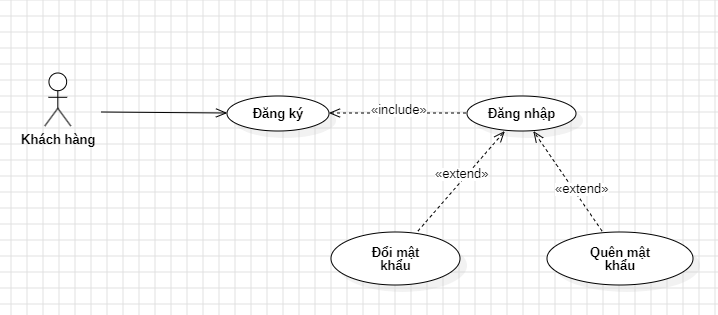 Khách hàng
Đăng ký
«include»
Đăng nhập
«extend»
«extend»
Đổi mật
khẩu
Quên mật
khẩu